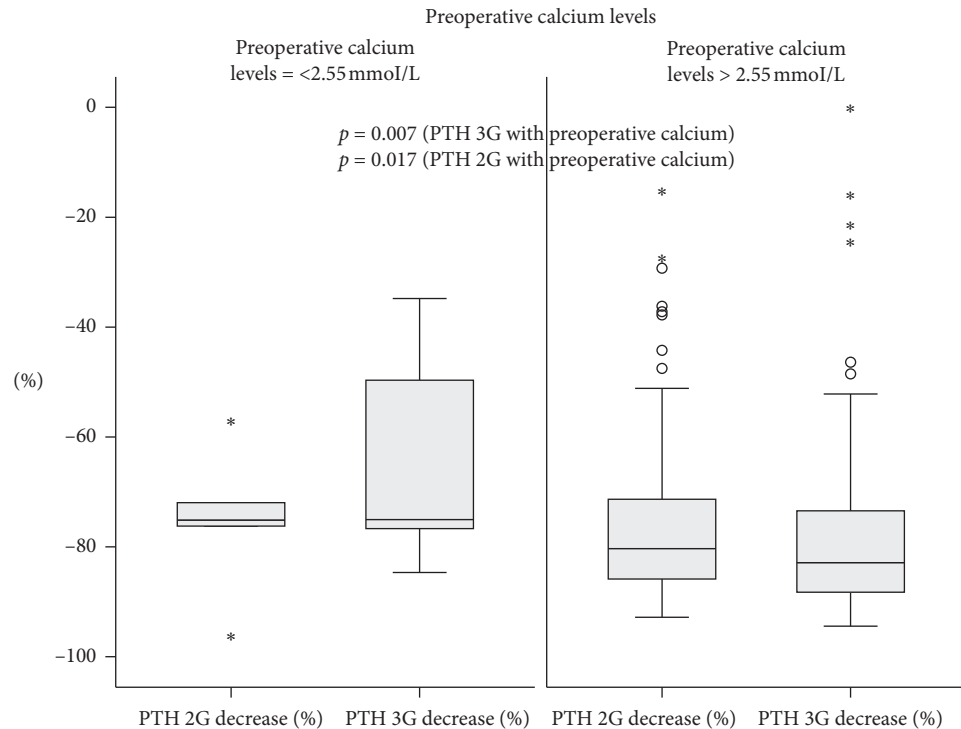 Preoperative calcium levels
Preoperative calcium
levels = <2.55 mmoI/L
Preoperative calcium
levels > 2.55 mmoI/L
p = 0.007 (PTH 3G with preoperative calcium)
p = 0.017 (PTH 2G with preoperative calcium)
(%)
0
–20
–40
–60
–80
–100
PTH 2G decrease (%)
PTH 3G decrease (%)
PTH 2G decrease (%)
PTH 3G decrease (%)